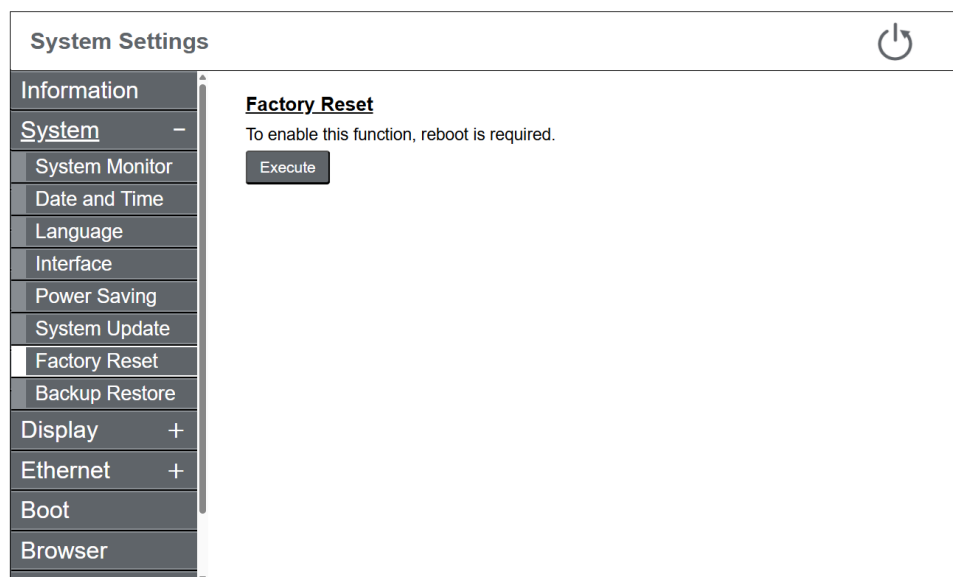 System Settings
Information
System −
System Monitor
Date and Time
Language
Interface
Power Saving
System Update
Factory Reset
Backup Restore
Display +
Ethernet +
Boot
Browser
Factory Reset
To enable this function, reboot is required.
Execute